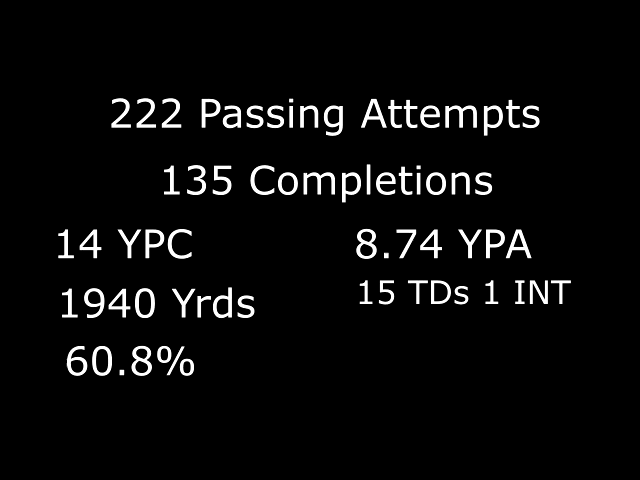 222 Passing Attempts
135 Completions
14 YPC
8.74 YPA
1940 Yrds
15 TDs 1 INT
60.8%